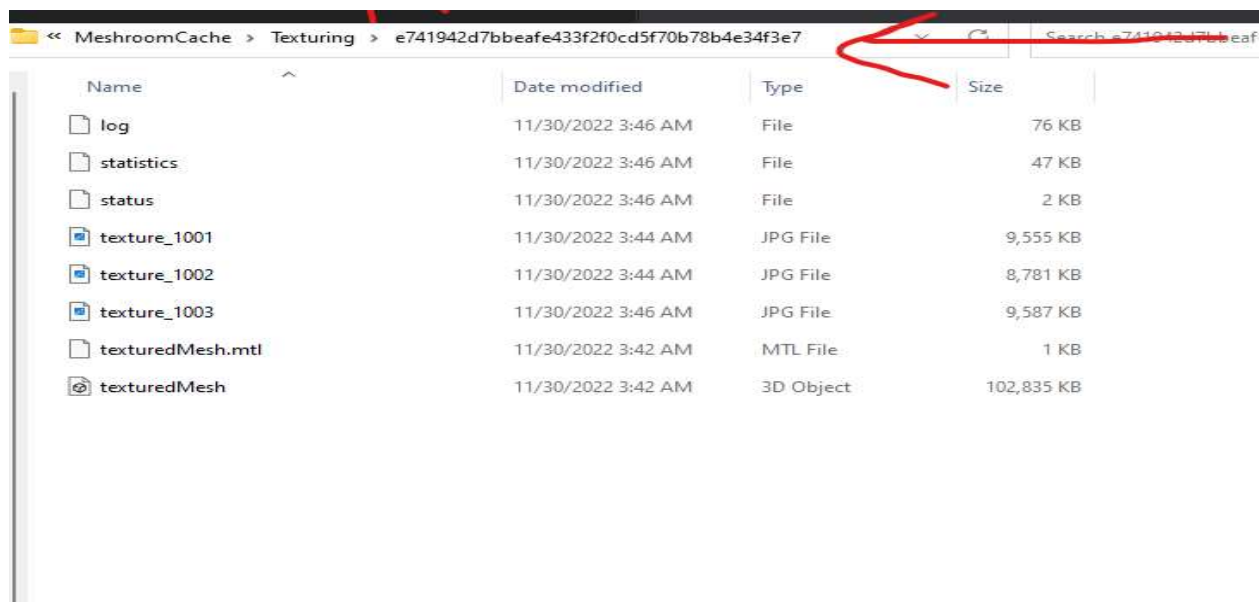 « MeshroomCache > Texturing > e741942d7bbeafe433f2f0cd5f70b78b4e34f3e7 Search e741942d7bbeaf
Name Date modified Type Size
log 11/30/2022 3:46 AM File 76 KB
statistics 11/30/2022 3:46 AM File 47 KB
status 11/30/2022 3:46 AM File 2 KB
texture_1001 11/30/2022 3:44 AM JPG File 9,555 KB
texture_1002 11/30/2022 3:44 AM JPG File 8,781 KB
texture_1003 11/30/2022 3:46 AM JPG File 9,587 KB
texturedMesh.mtl 11/30/2022 3:42 AM MTL File 1 KB
texturedMesh 11/30/2022 3:42 AM 3D Object 102,835 KB